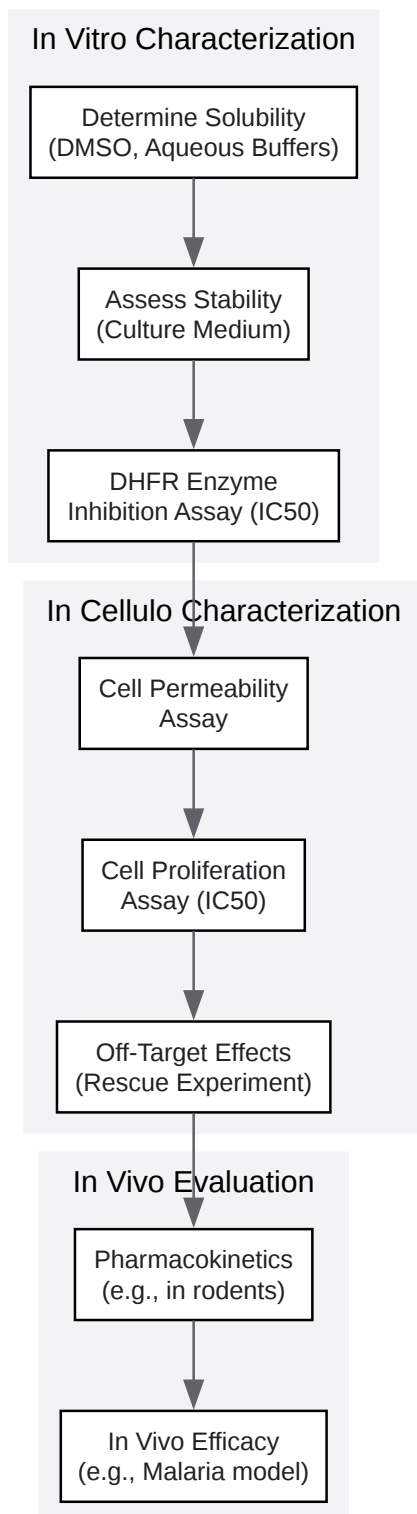 In Vitro Characterization
Determine Solubility
(DMSO, Aqueous Buffers)
Assess Stability
(Culture Medium)
DHFR Enzyme
Inhibition Assay (IC50)
In Cellulo Characterization
Cell Permeability
Assay
Cell Proliferation
Assay (IC50)
Off-Target Effects
(Rescue Experiment)
In Vivo Evaluation
Pharmacokinetics
(e.g., in rodents)
In Vivo Efficacy
(e.g., Malaria model)